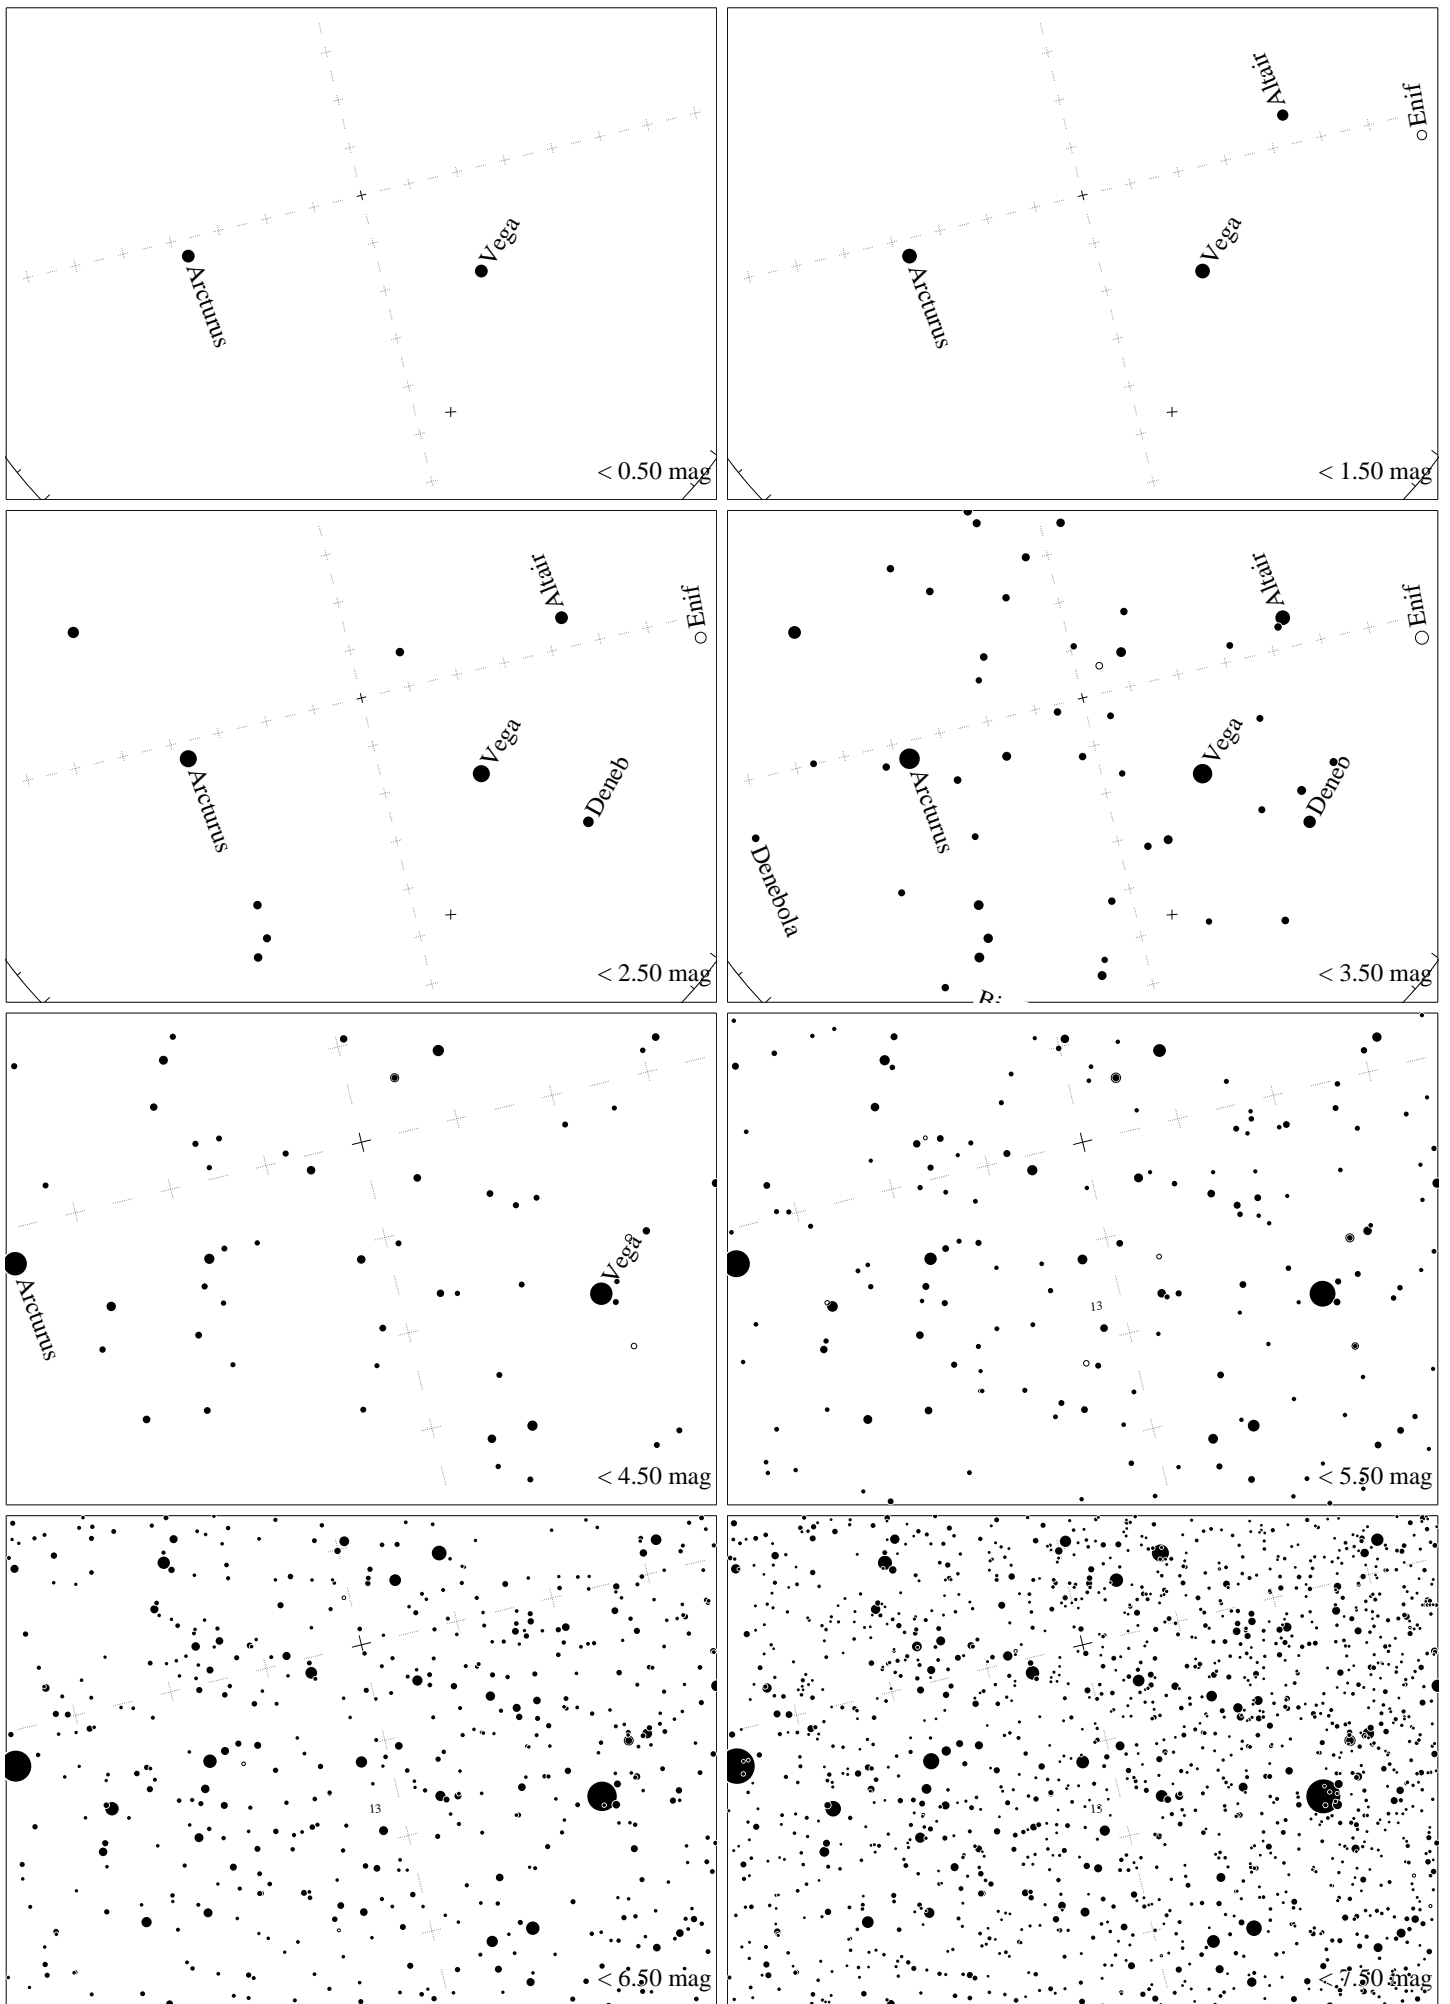 Vega
Arcturus
< 0.50 mag
Altair
Enif
Vega
Arcturus
< 1.50 mag
Altair
Enif
Vega
Arcturus
Deneb
< 2.50 mag
Altair
Enif
Vega
Arcturus
Deneb
Denebola
< 3.50 mag
Vega
Arcturus
< 4.50 mag
13
< 5.50 mag
13
< 6.50 mag
13
< 7.50 mag